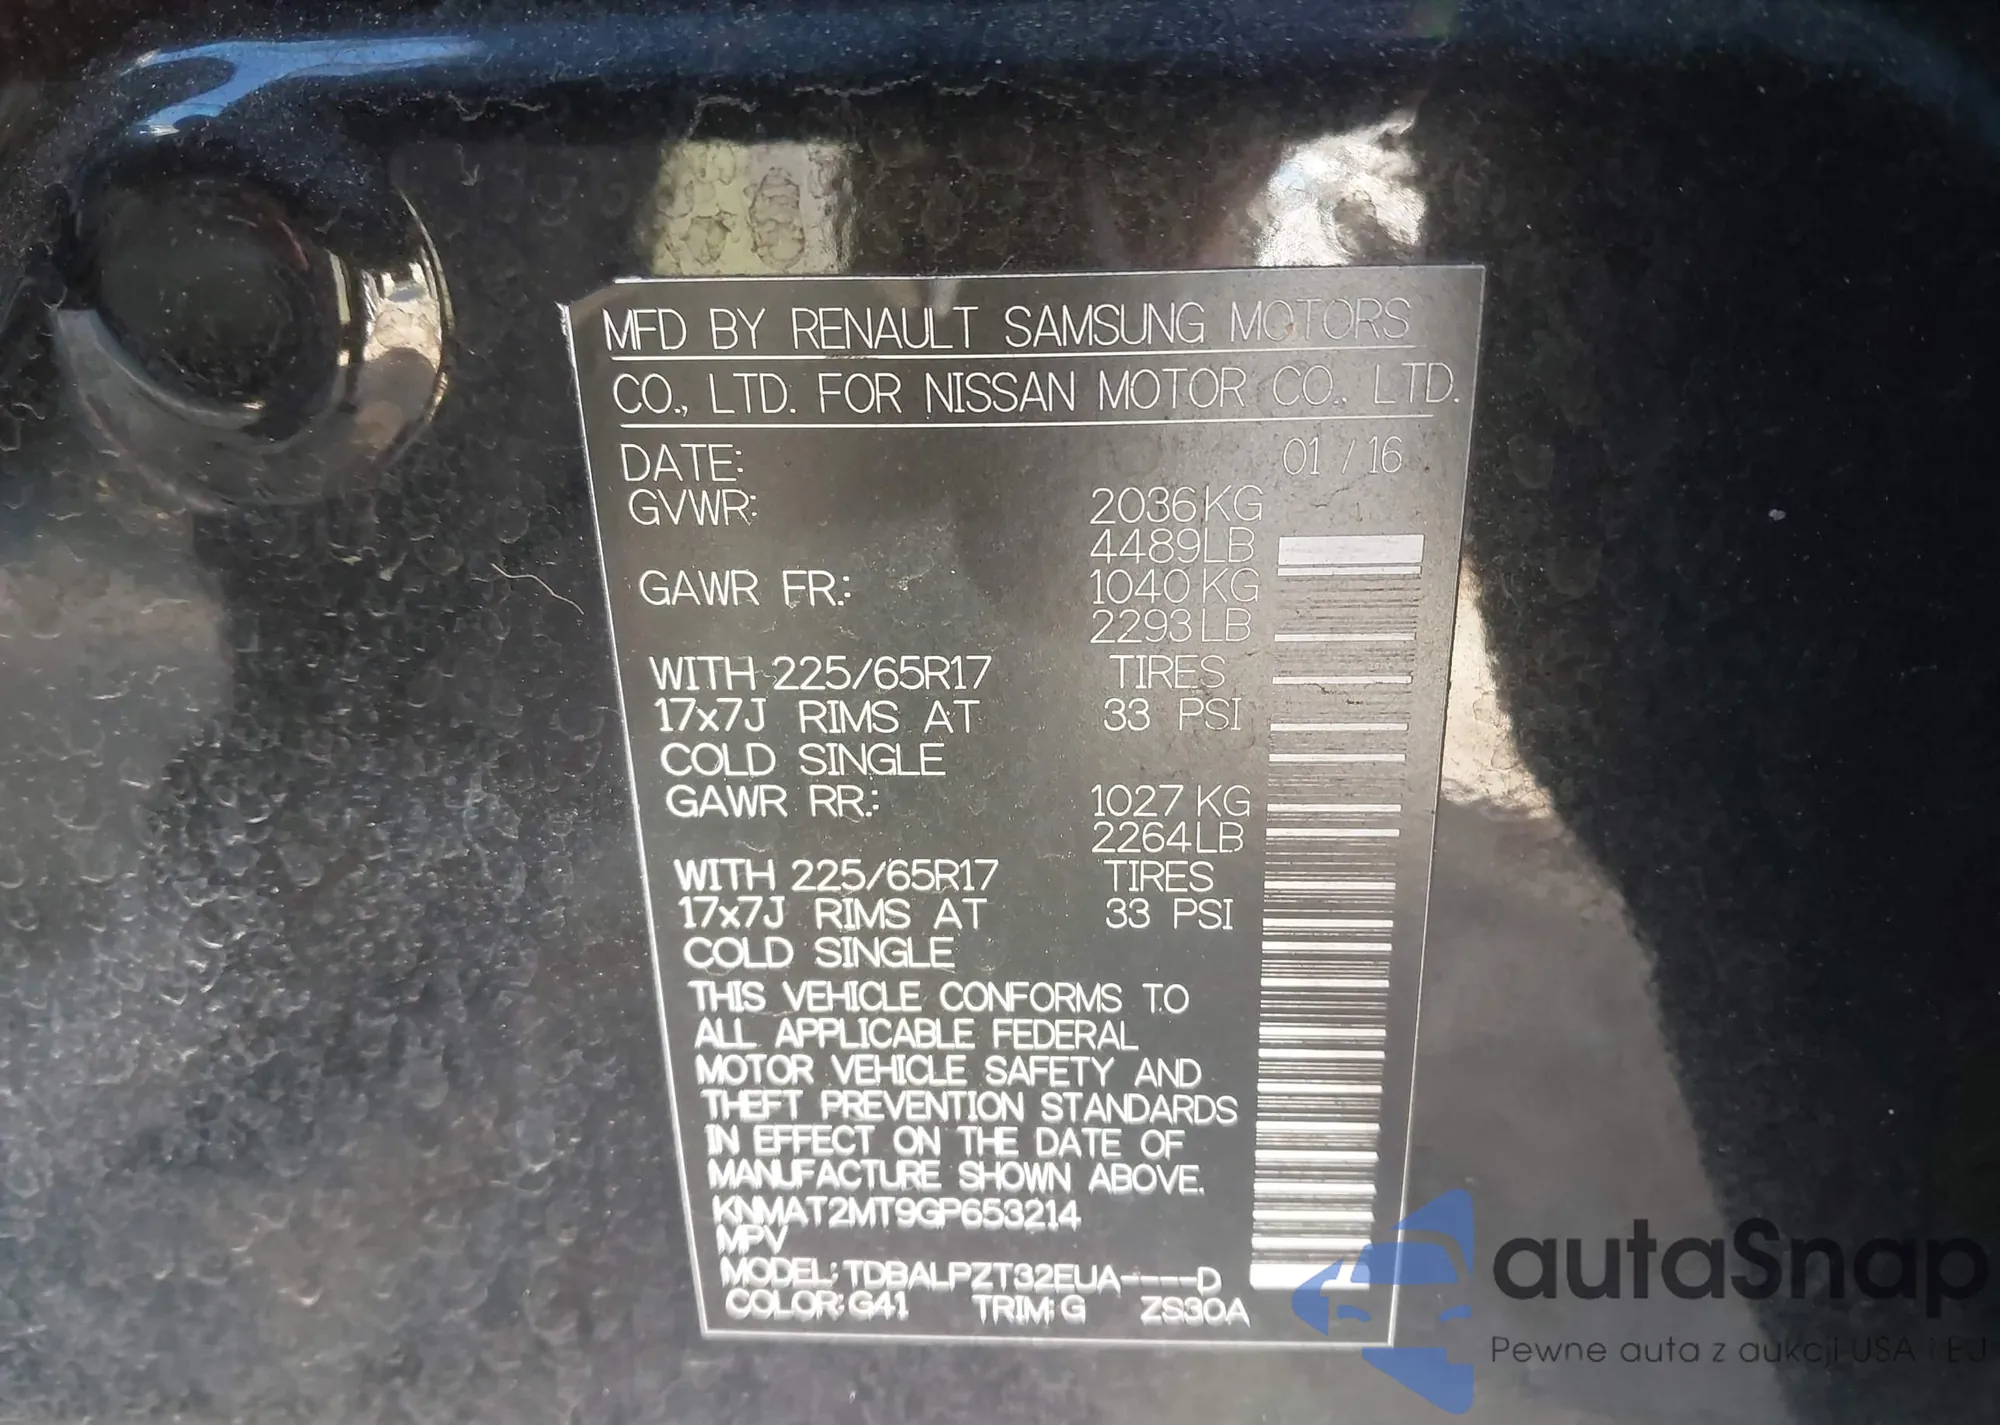 MFD BY RENAULT SAMSUNG MOTORS
CO., LTD. FOR NISSAN MOTOR CO., LTD.
DATE: 01 / 16
GVWR: 2036 KG
4489 LB
GAWR FR.: 1040 KG
2293 LB
WITH 225/65R17 TIRES
17x7J RIMS AT 33 PSI
COLD SINGLE
GAWR RR.: 1027 KG
2264 LB
WITH 225/65R17 TIRES
17x7J RIMS AT 33 PSI
COLD SINGLE
THIS VEHICLE CONFORMS TO
ALL APPLICABLE FEDERAL
MOTOR VEHICLE SAFETY AND
THEFT PREVENTION STANDARDS
IN EFFECT ON THE DATE OF
MANUFACTURE SHOWN ABOVE.
KNMAT2MT9GP653214
MPV
MODEL: TDBALPZT32EUA----D
COLOR: G41 TRIM: G ZS30A
autaSnap
Pewne auta z aukcji USA i EU